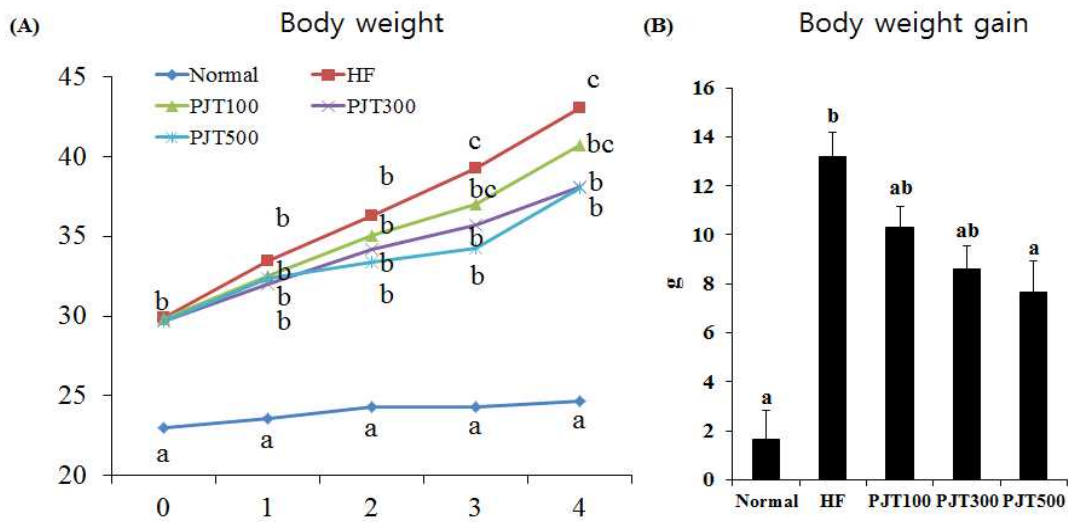 (A) Body weight
45
40
35
30
25
20
Normal HF
PJT100 PJT300
PJT500
c
bc
b
b
c
bc
b
b
b
b
b
b
b
b
b
b
b
a
a
a
a
a
0 1 2 3 4
(B) Body weight gain
16
14
12
10
8
6
4
2
0
g
a
b
ab
ab
a
Normal HF PJT100 PJT300 PJT500